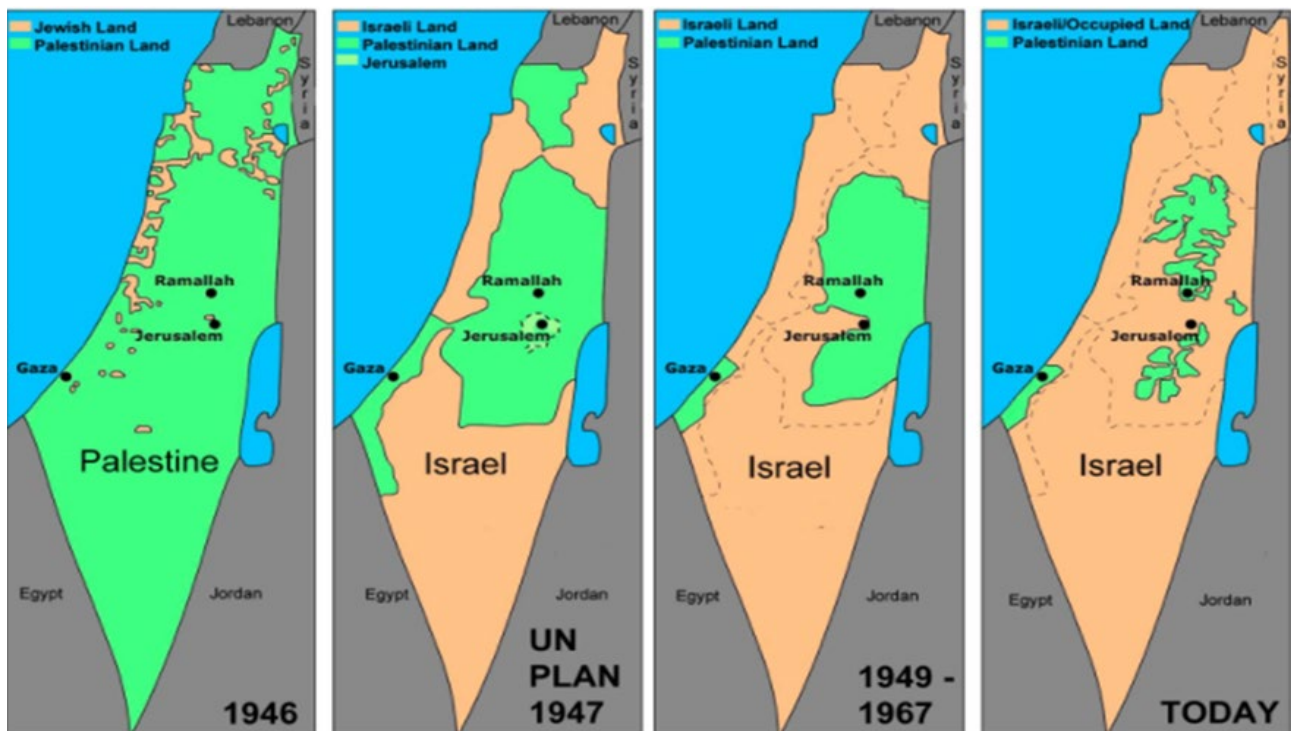 Jewish Land
Palestinian Land
Lebanon
Syria
Ramallah
Jerusalem
Gaza
Palestine
Egypt
Jordan
1946
Israeli Land
Palestinian Land
Jerusalem
Lebanon
Syria
Ramallah
Jerusalem
Gaza
Israel
Egypt
Jordan
UN
PLAN
1947
Israeli Land
Palestinian Land
Lebanon
Syria
Ramallah
Jerusalem
Gaza
Israel
Egypt
Jordan
1949 -
1967
Israeli/Occupied Land
Palestinian Land
Lebanon
Syria
Ramallah
Jerusalem
Gaza
Israel
Egypt
Jordan
TODAY